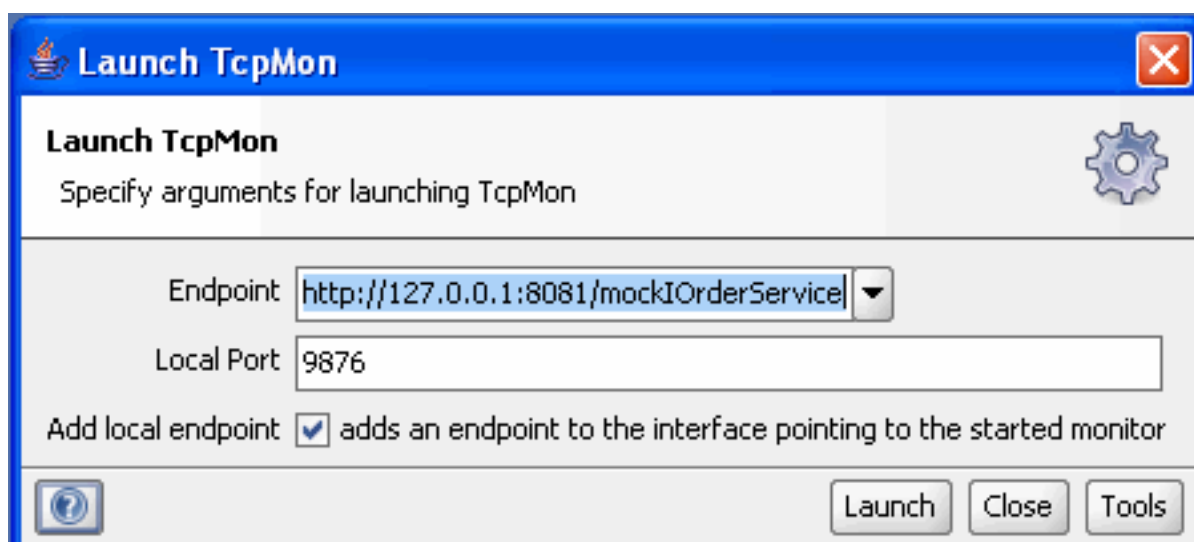 Launch TcpMon
Launch TcpMon
Specify arguments for launching TcpMon
Endpoint http://127.0.0.1:8081/mockIOrderService
Local Port 9876
Add local endpoint adds an endpoint to the interface pointing to the started monitor
? Launch Close Tools